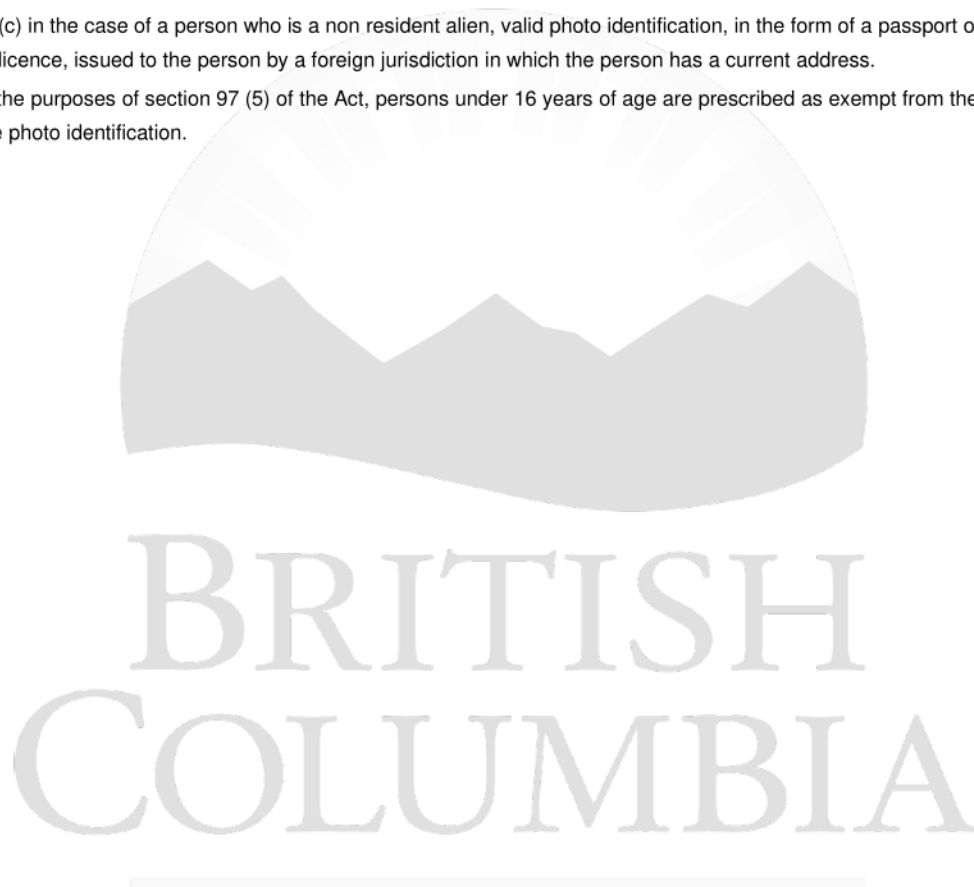 (c) in the case of a person who is a non resident alien, valid photo identification, in the form of a passport o
licence, issued to the person by a foreign jurisdiction in which the person has a current address.
the purposes of section 97 (5) of the Act, persons under 16 years of age are prescribed as exempt from the
e photo identification.
BRITISH
COLUMBIA